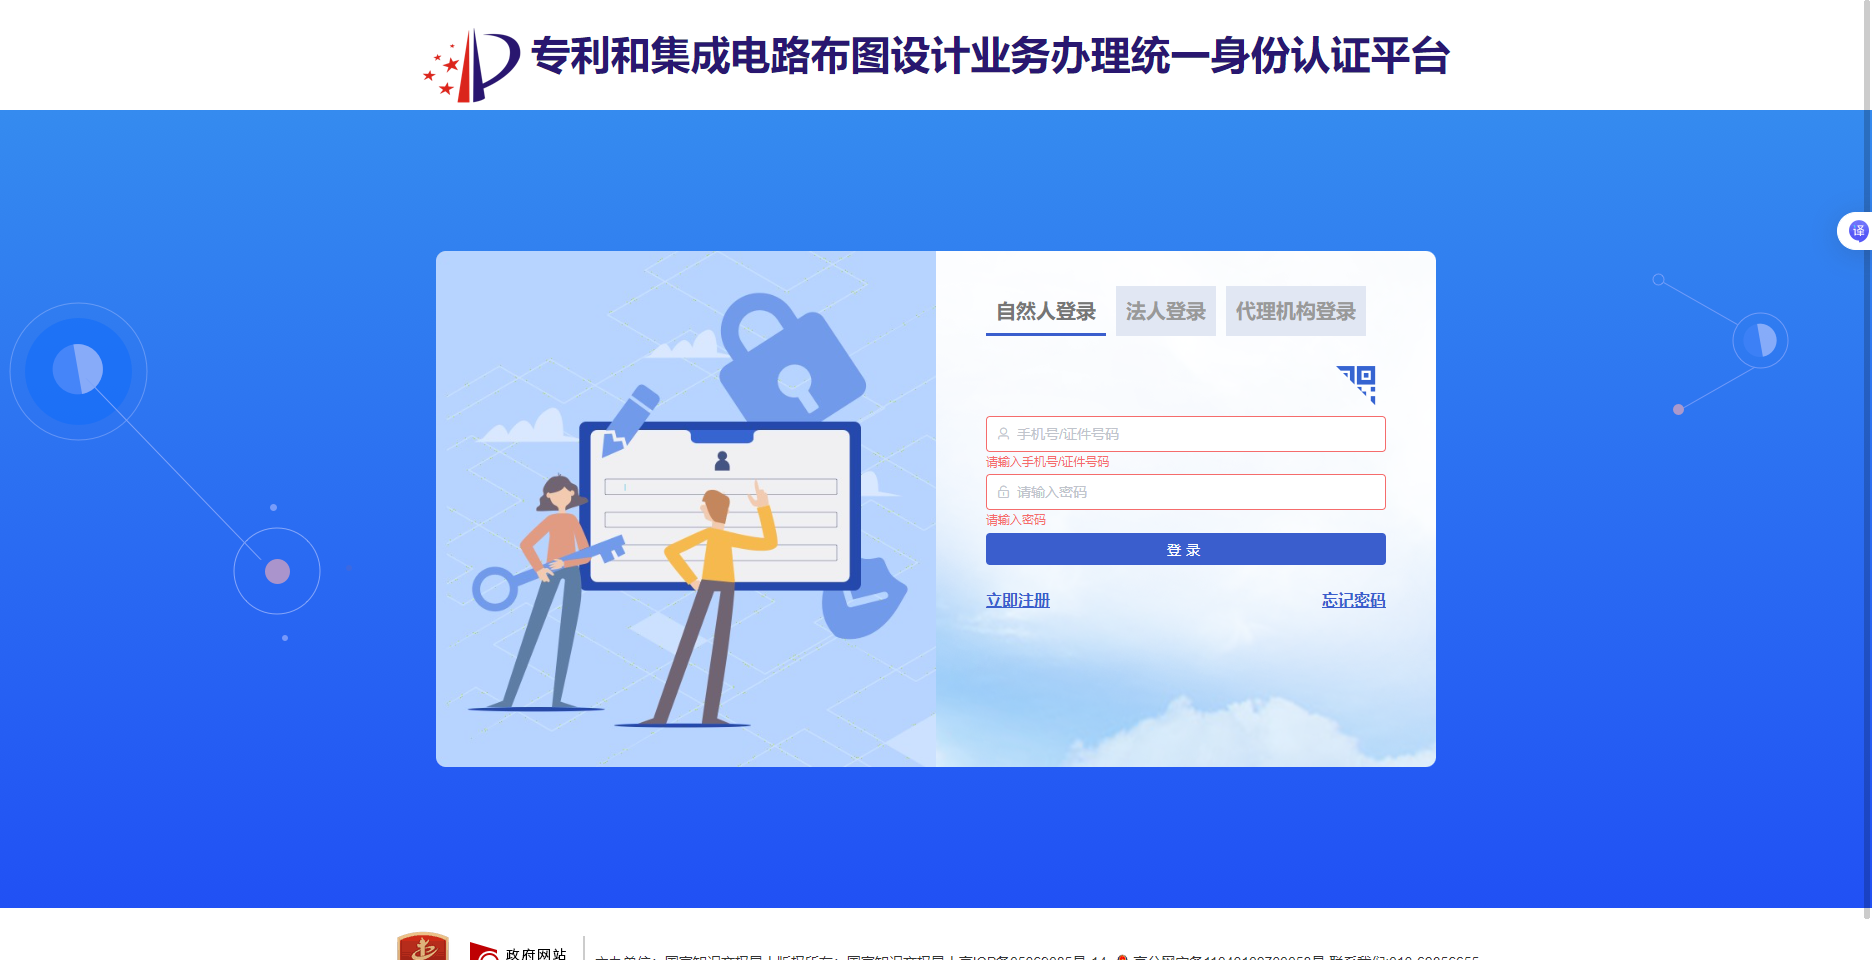 专利和集成电路布图设计业务办理统一身份认证平台
译
自然人登录 法人登录 代理机构登录
手机号/证件号码
请输入手机号/证件号码
请输入密码
请输入密码
登 录
立即注册 忘记密码
政府网站